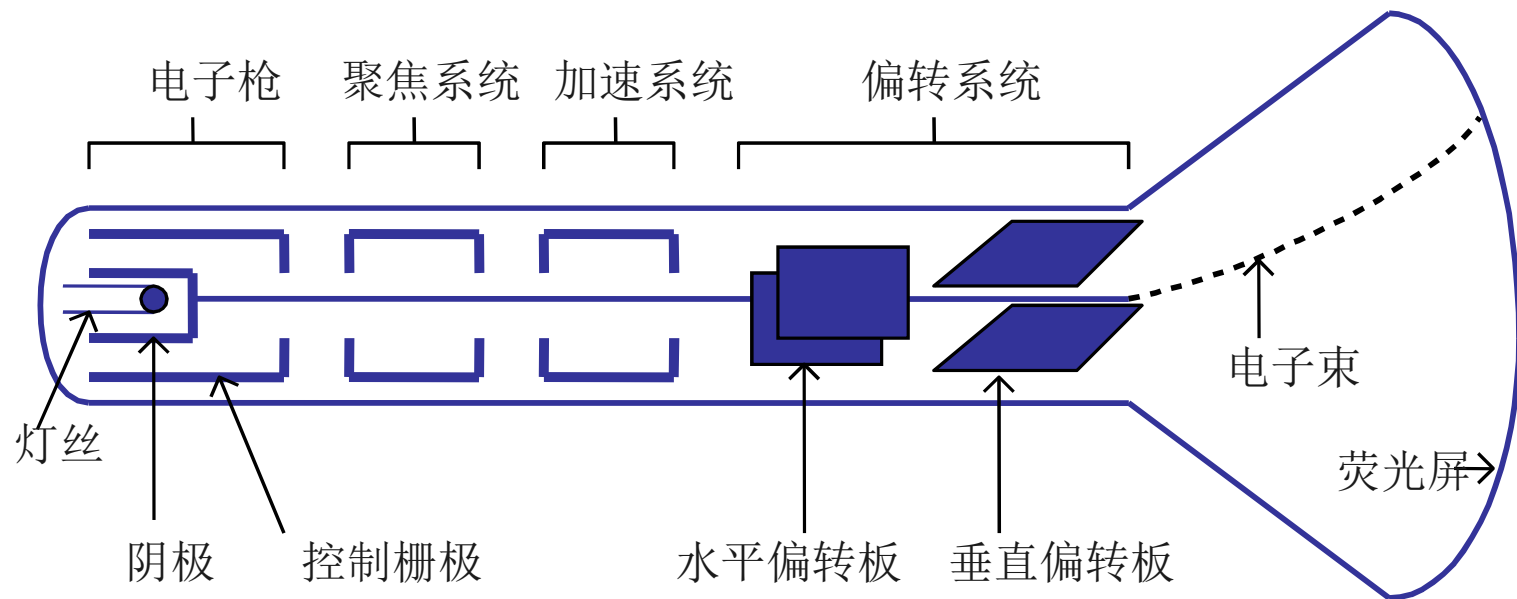 电子枪
聚焦系统
加速系统
偏转系统
电子束
灯丝
荧光屏
阴极
控制栅极
水平偏转板
垂直偏转板